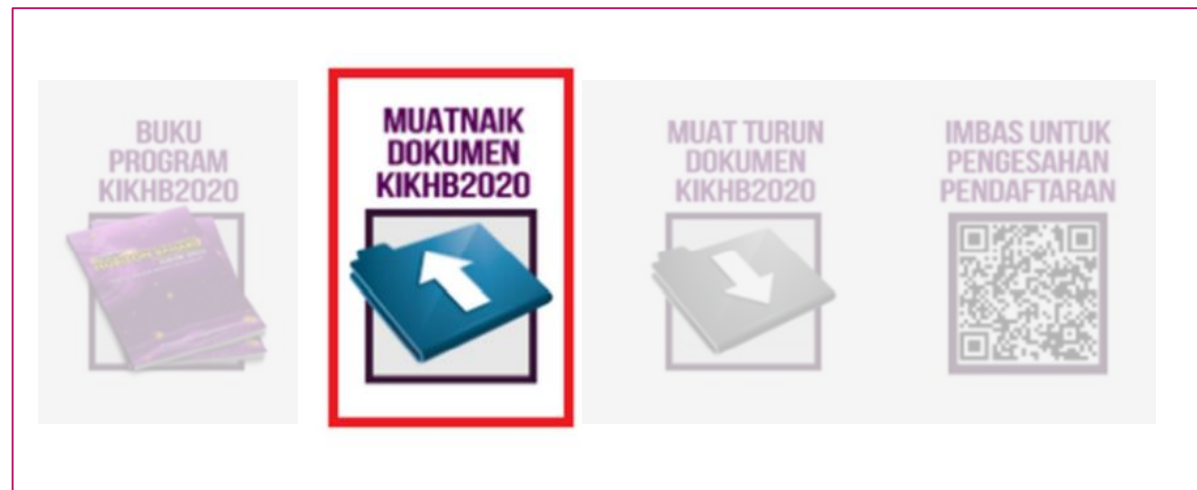 BUKU
PROGRAM
KIKHB2020
MUATNAIK
DOKUMEN
KIKHB2020
MUAT TURUN
DOKUMEN
KIKHB2020
IMBAS UNTUK
PENGESAHAN
PENDAFTARAN